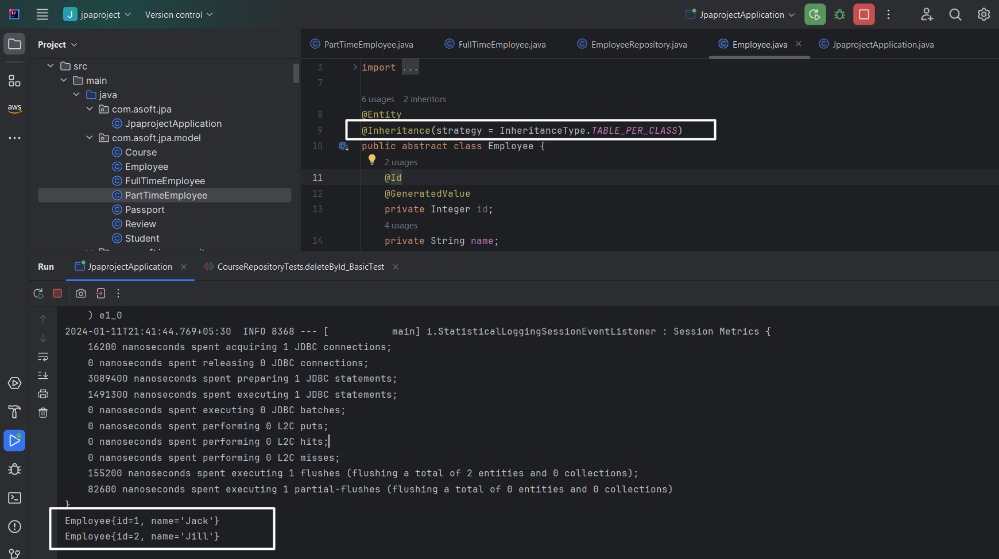 jpaproject
Version control
JpaprojectApplication
Project
PartTimeEmployee.java
FullTimeEmployee.java
EmployeeRepository.java
Employee.java
JpaprojectApplication.java
aws
src
main
java
com.asoft.jpa
JpaprojectApplication
com.asoft.jpa.model
Course
Employee
FullTimeEmployee
PartTimeEmployee
Passport
Review
Student
3 import ...
7
6 usages 2 inheritors
8 @Entity
9 @Inheritance(strategy = InheritanceType.TABLE_PER_CLASS)
10 public abstract class Employee {
2 usages
11 @Id
12 @GeneratedValue
13 private Integer id;
4 usages
14 private String name;
Run
JpaprojectApplication
CourseRepositoryTests.deleteById_BasicTest
) e1_0
2024-01-11T21:41:44.769+05:30 INFO 8368 --- [ main] i.StatisticalLoggingSessionEventListener : Session Metrics {
16200 nanoseconds spent acquiring 1 JDBC connections;
0 nanoseconds spent releasing 0 JDBC connections;
3089400 nanoseconds spent preparing 1 JDBC statements;
1491300 nanoseconds spent executing 1 JDBC statements;
0 nanoseconds spent executing 0 JDBC batches;
0 nanoseconds spent performing 0 L2C puts;
0 nanoseconds spent performing 0 L2C hits;
0 nanoseconds spent performing 0 L2C misses;
155200 nanoseconds spent executing 1 flushes (flushing a total of 2 entities and 0 collections);
82600 nanoseconds spent executing 1 partial-flushes (flushing a total of 0 entities and 0 collections)
}
Employee{id=1, name='Jack'}
Employee{id=2, name='Jill'}